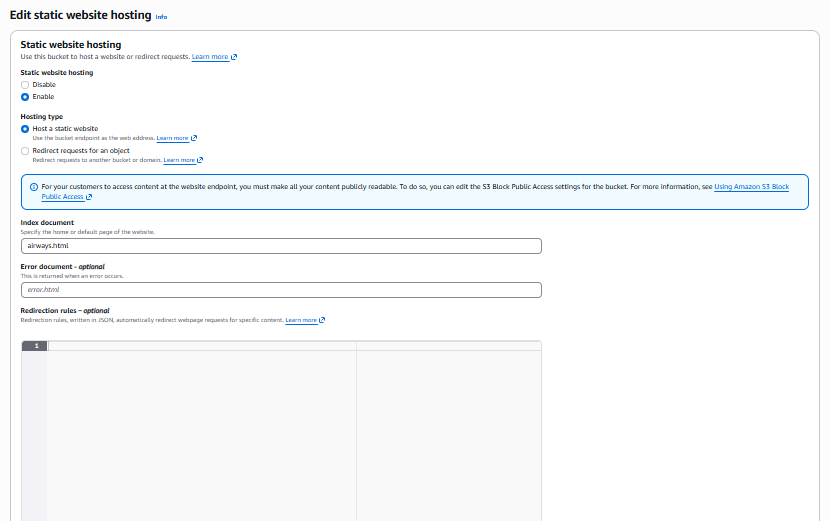 Edit static website hosting Info
Static website hosting
Use this bucket to host a website or redirect requests. Learn more
Static website hosting
Disable
Enable
Hosting type
Host a static website
Use the bucket endpoint as the web address. Learn more
Redirect requests for an object
Redirect requests to another bucket or domain. Learn more
For your customers to access content at the website endpoint, you must make all your content publicly readable. To do so, you can edit the S3 Block Public Access settings for the bucket. For more information, see Using Amazon S3 Block
Public Access
Index document
Specify the home or default page of the website.
airways.html
Error document - optional
This is returned when an error occurs.
error.html
Redirection rules – optional
Redirection rules, written in JSON, automatically redirect webpage requests for specific content. Learn more
1